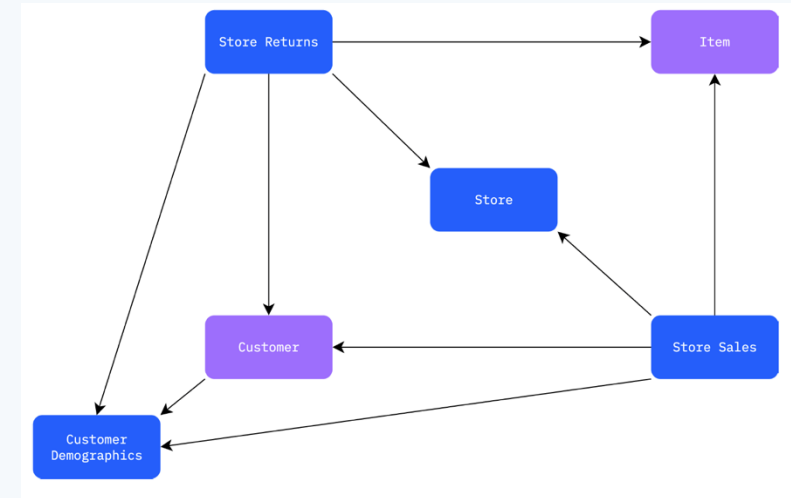 Store Returns
Item
Store
Customer
Store Sales
Customer
Demographics